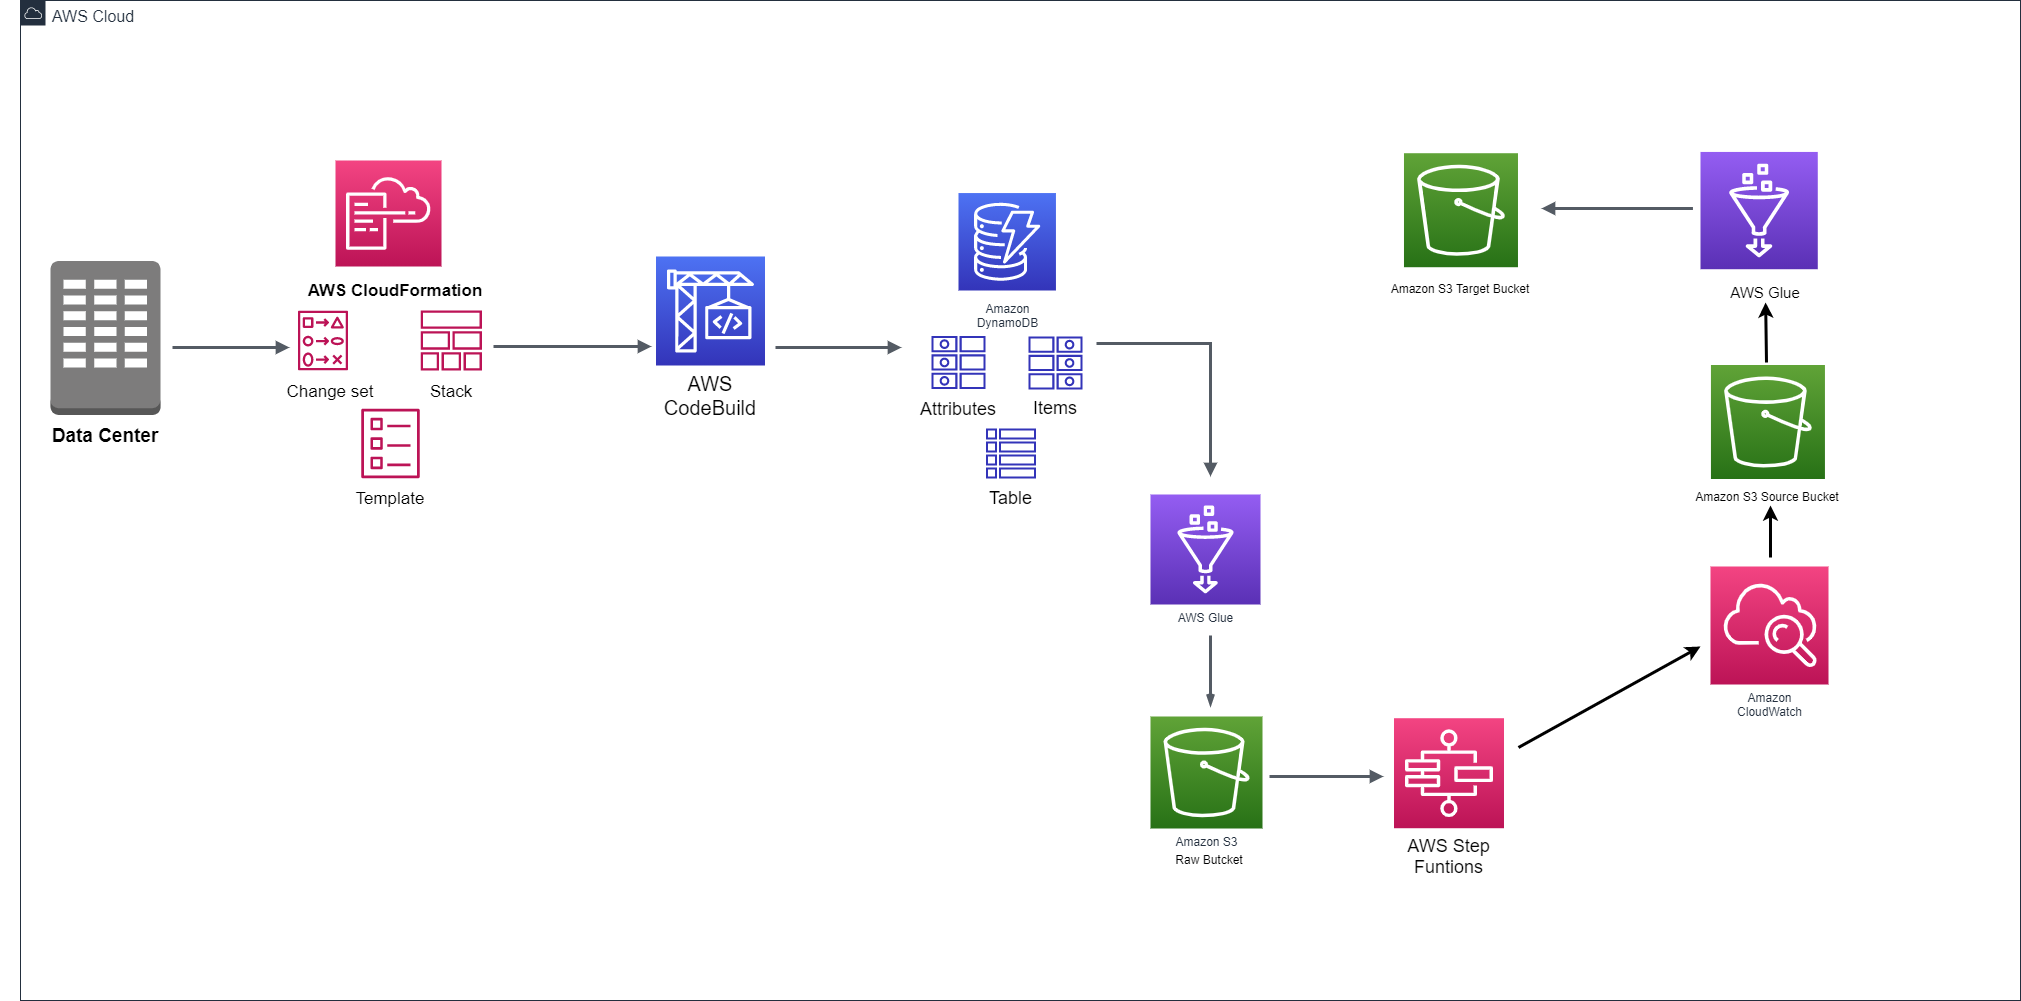 AWS Cloud
Data Center
AWS CloudFormation
Change set
Stack
Template
AWS
CodeBuild
Amazon
DynamoDB
Attributes
Items
Table
AWS Glue
Amazon S3
Raw Butcket
AWS Step
Funtions
Amazon
CloudWatch
Amazon S3 Source Bucket
AWS Glue
Amazon S3 Target Bucket